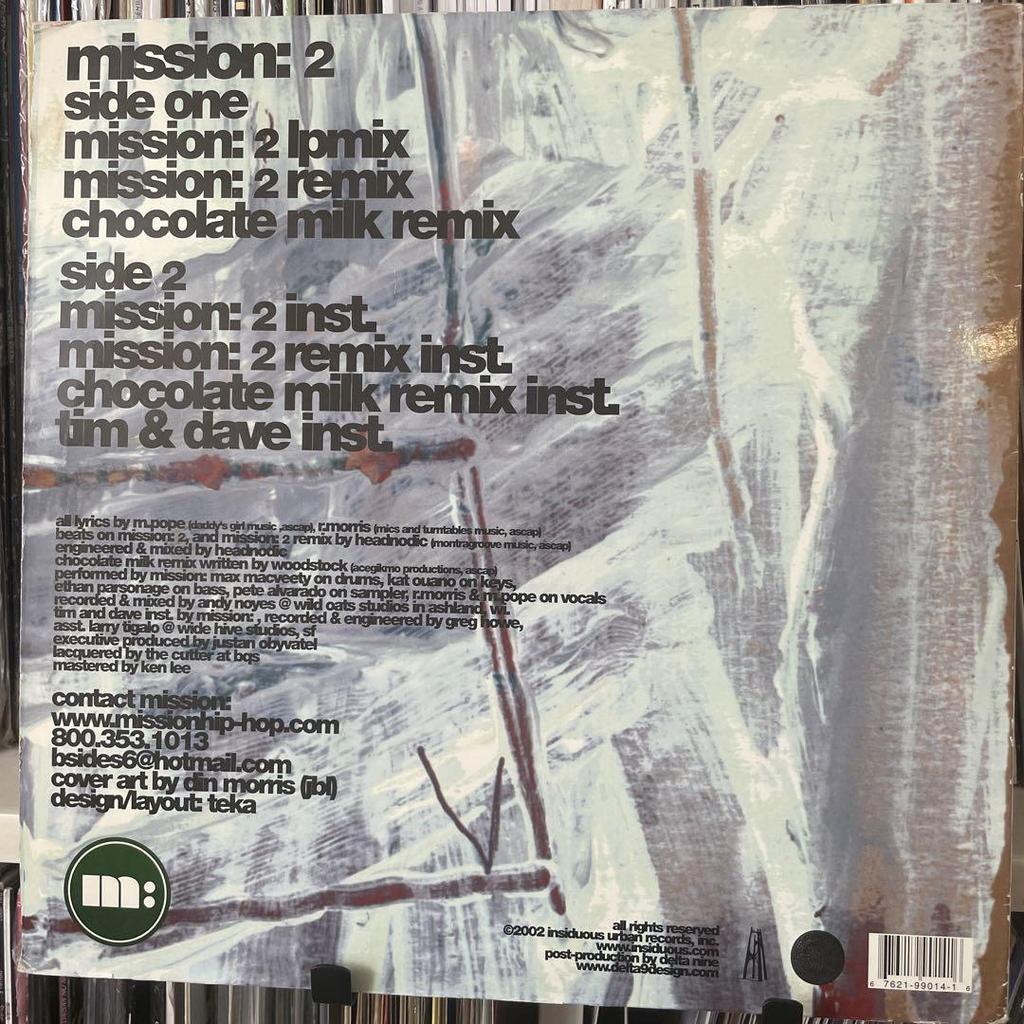 mission: 2
side one
mission: 2 lpmix
mission: 2 remix
chocolate milk remix
side 2
mission: 2 inst.
mission: 2 remix inst.
chocolate milk remix inst.
tim & dave inst.
all lyrics by m.pope (daddy's girl music ,ascap), r.morris (mics and turntables music, ascap)
beats on mission: 2, and mission: 2 remix by headnodic (montragroove music, ascap)
engineered & mixed by headnodic
chocolate milk remix written by woodstock (acegikmo productions, ascap)
performed by mission: max macveety on drums, kat ouano on keys,
ethan parsonage on bass, pete alvarado on sampler, r.morris & m.pope on vocals
recorded & mixed by andy noyes @ wild oats studios in ashland, wi.
tim and dave inst. by mission: , recorded & engineered by greg howe,
asst. larry tigalo @ wide hive studios, sf
executive produced by justan obyvatel
lacquered by the cutter at bqs
mastered by ken lee
contact mission:
www.missionhip-hop.com
800.353.1013
bsides6@hotmail.com
cover art by din morris (jbl)
design/layout: teka
m:
all rights reserved
©2002 insiduous urban records, inc.
www.insiduous.com
post-production by delta nine
www.delta9design.com
6 7621-99014-1 6